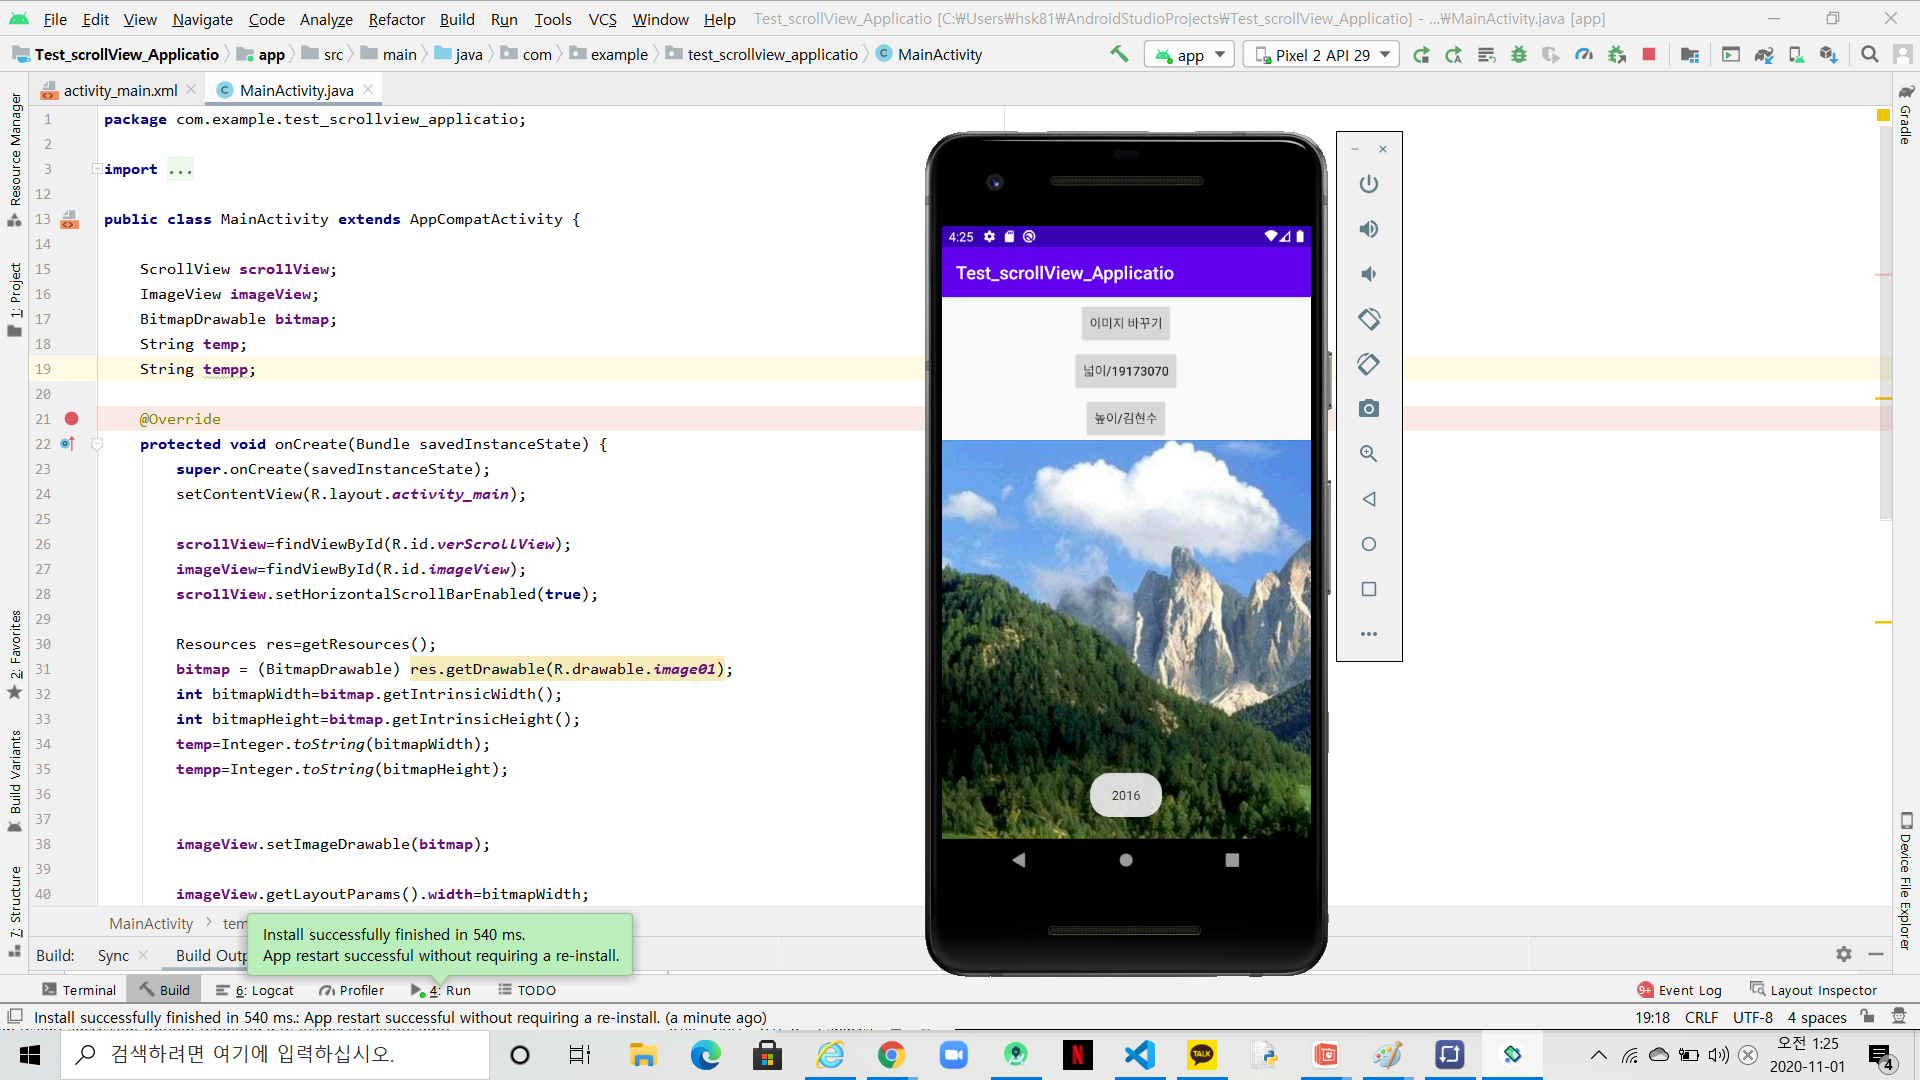 File Edit View Navigate Code Analyze Refactor Build Run Tools VCS Window Help Test_scrollView_Applicatio [C:₩Users₩hsk81₩AndroidStudioProjects₩Test_scrollView_Applicatio] - ...₩MainActivity.java [app]
Test_scrollView_Applicatio app src main java com example test_scrollview_applicatio MainActivity app Pixel 2 API 29
activity_main.xml MainActivity.java
Resource Manager
1: Project
2: Favorites
Build Variants
7: Structure
1 package com.example.test_scrollview_applicatio;
2
3 import ...
12
13 public class MainActivity extends AppCompatActivity {
14
15 ScrollView scrollView;
16 ImageView imageView;
17 BitmapDrawable bitmap;
18 String temp;
19 String tempp;
20
21 @Override
22 protected void onCreate(Bundle savedInstanceState) {
23 super.onCreate(savedInstanceState);
24 setContentView(R.layout.activity_main);
25
26 scrollView=findViewById(R.id.verScrollView);
27 imageView=findViewById(R.id.imageView);
28 scrollView.setHorizontalScrollBarEnabled(true);
29
30 Resources res=getResources();
31 bitmap = (BitmapDrawable) res.getDrawable(R.drawable.image01);
32 int bitmapWidth=bitmap.getIntrinsicWidth();
33 int bitmapHeight=bitmap.getIntrinsicHeight();
34 temp=Integer.toString(bitmapWidth);
35 tempp=Integer.toString(bitmapHeight);
36
37
38 imageView.setImageDrawable(bitmap);
39
40 imageView.getLayoutParams().width=bitmapWidth;
4:25
Test_scrollView_Applicatio
이미지 바꾸기
넓이/19173070
높이/김현수
2016
Gradle
Device File Explorer
MainActivity
Build: Sync
Install successfully finished in 540 ms.
App restart successful without requiring a re-install.
Terminal Build 6: Logcat Profiler 4: Run TODO 9+ Event Log Layout Inspector
Install successfully finished in 540 ms.: App restart successful without requiring a re-install. (a minute ago) 19:18 CRLF UTF-8 4 spaces
검색하려면 여기에 입력하십시오.
N
TALK
오전 1:25
2020-11-01
4